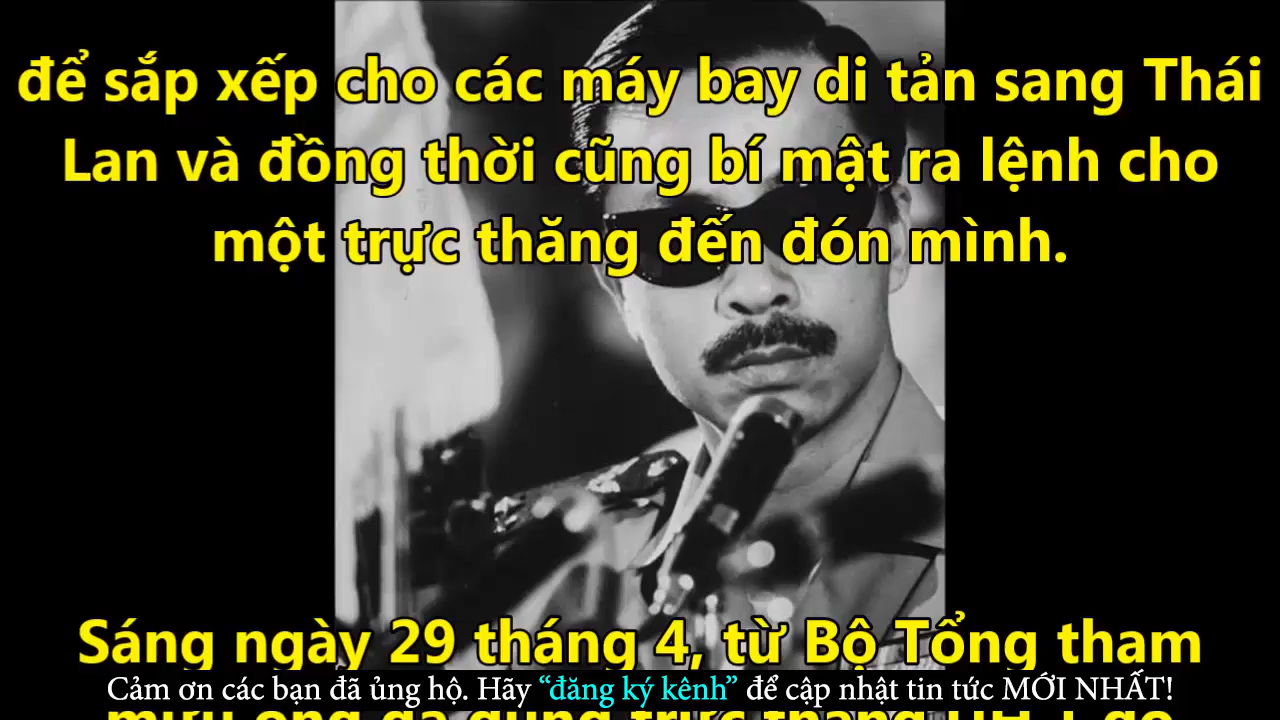 để sắp xếp cho các máy bay di tản sang Thái
Lan và đồng thời cũng bí mật ra lệnh cho
một trực thăng đến đón mình.
Sáng ngày 29 tháng 4, từ Bộ Tổng tham
Cảm ơn các bạn đã ủng hộ. Hãy “đăng ký kênh” để cập nhật tin tức MỚI NHẤT!